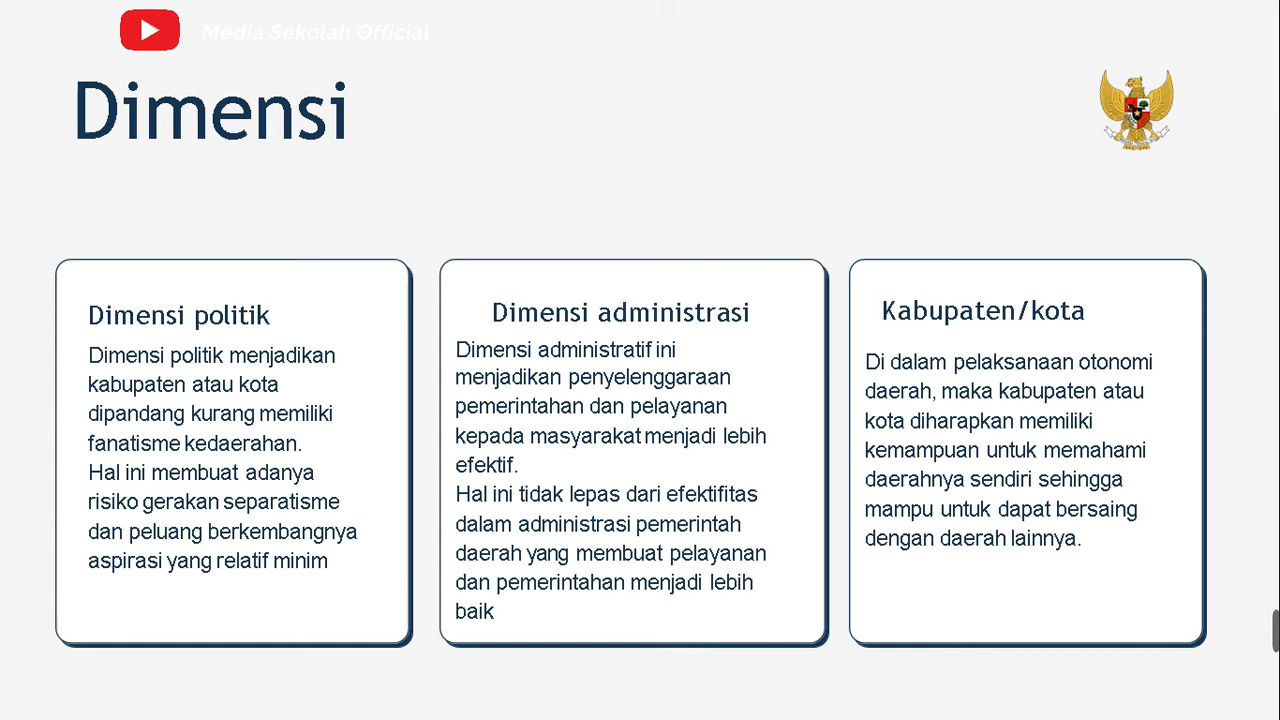 Media Sekolah Official
Dimensi
Dimensi politik
Dimensi politik menjadikan
kabupaten atau kota
dipandang kurang memiliki
fanatisme kedaerahan.
Hal ini membuat adanya
risiko gerakan separatisme
dan peluang berkembangnya
aspirasi yang relatif minim
Dimensi administrasi
Dimensi administratif ini
menjadikan penyelenggaraan
pemerintahan dan pelayanan
kepada masyarakat menjadi lebih
efektif.
Hal ini tidak lepas dari efektifitas
dalam administrasi pemerintah
daerah yang membuat pelayanan
dan pemerintahan menjadi lebih
baik
Kabupaten/kota
Di dalam pelaksanaan otonomi
daerah, maka kabupaten atau
kota diharapkan memiliki
kemampuan untuk memahami
daerahnya sendiri sehingga
mampu untuk dapat bersaing
dengan daerah lainnya.